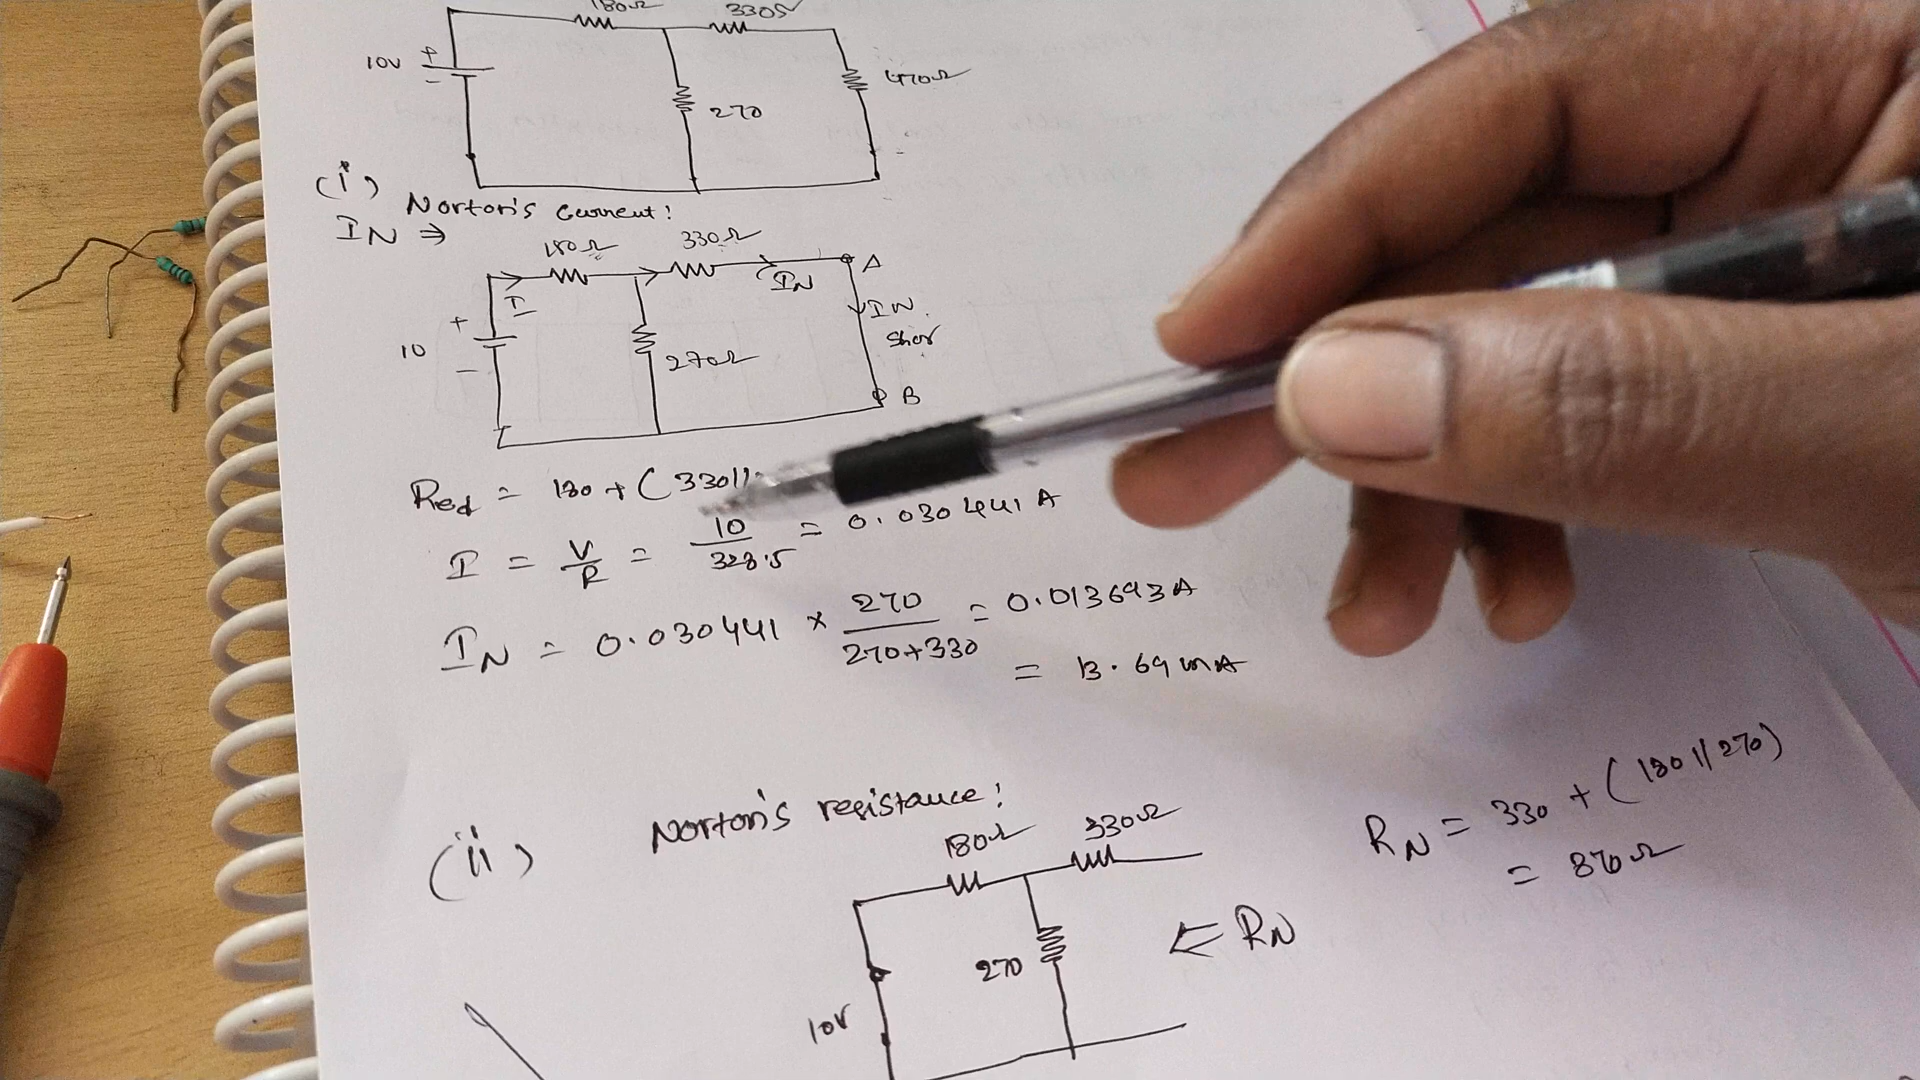 180Ω 330Ω
10V + -
270
470Ω
(i) Norton's Current:
IN ⇒
180Ω 330Ω
I IN A
+ IN
10 270Ω Shor
-
B
Req = 180 + (330||
I = V/R = 10/328.5 = 0.030441 A
IN = 0.030441 × 270/270+330 = 0.013693A
= 13.69 mA
(ii) Norton's resistance:
180Ω 330Ω
RN = 330 + (180||270)
= 870Ω
270 ⇐ RN
10V